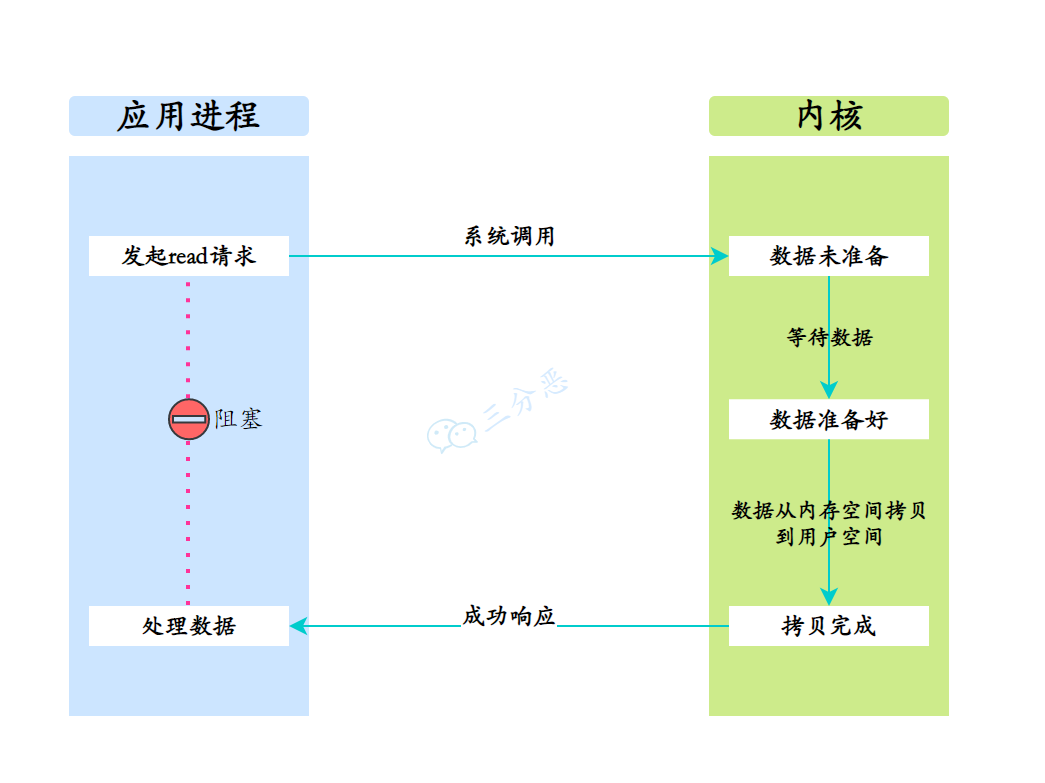 应用进程
内核
系统调用
发起read请求
数据未准备
等待数据
三分恶
阻塞
数据准备好
数据从内存空间拷贝
到用户空间
成功响应
处理数据
拷贝完成